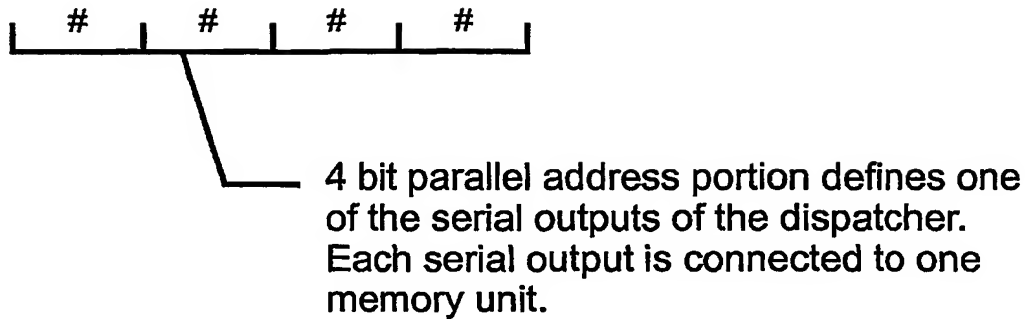 # # # #
4 bit parallel address portion defines one
of the serial outputs of the dispatcher.
Each serial output is connected to one
memory unit.